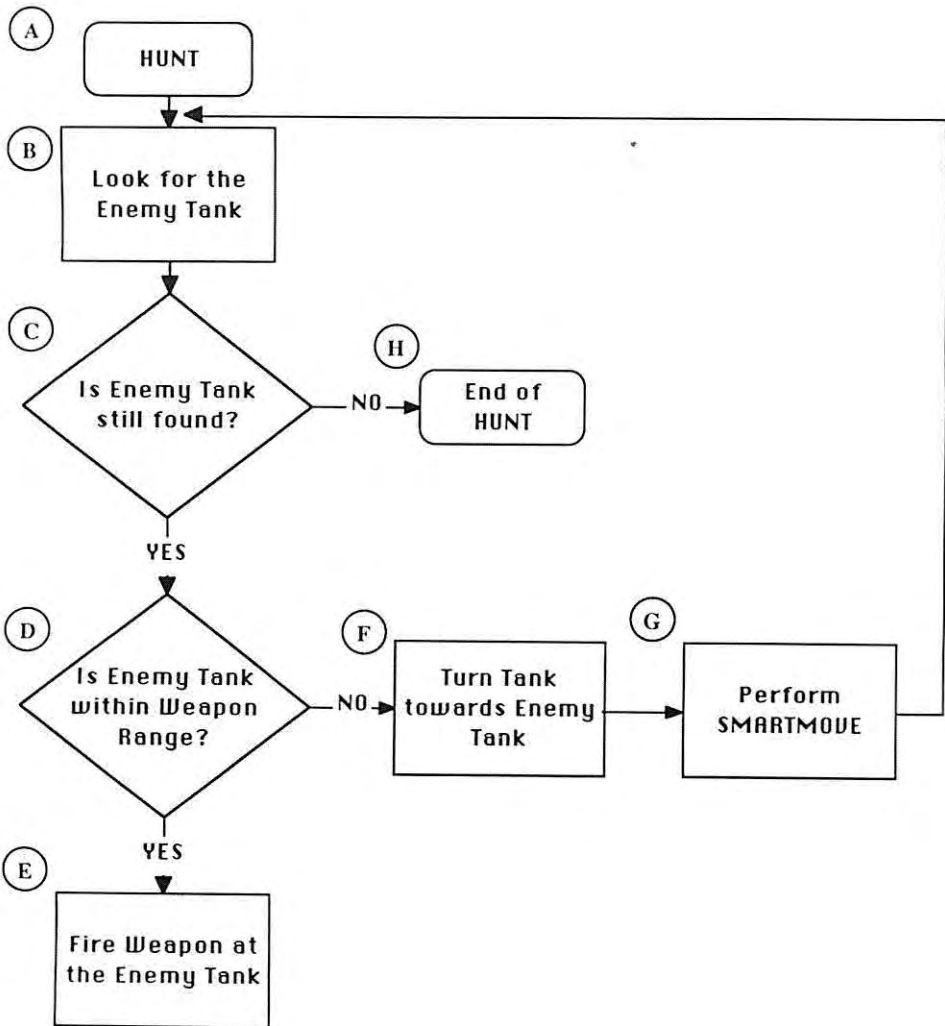 A
HUNT
B
Look for the
Enemy Tank
C
Is Enemy Tank
still found?
NO
H
End of
HUNT
YES
D
Is Enemy Tank
within Weapon
Range?
NO
F
Turn Tank
towards Enemy
Tank
G
Perform
SMARTMOVE
YES
E
Fire Weapon at
the Enemy Tank